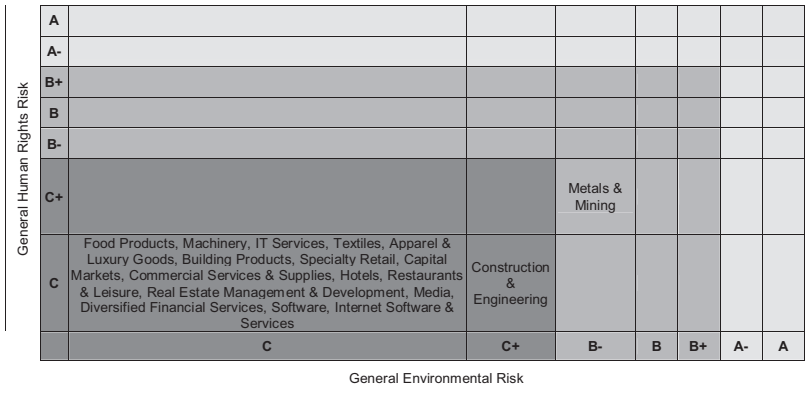 General Human Rights Risk
A
A-
B+
B
B-
C+
Metals &
Mining
C
Food Products, Machinery, IT Services, Textiles, Apparel &
Luxury Goods, Building Products, Specialty Retail, Capital
Markets, Commercial Services & Supplies, Hotels, Restaurants
& Leisure, Real Estate Management & Development, Media,
Diversified Financial Services, Software, Internet Software &
Services
Construction
&
Engineering
C C+ B- B B+ A- A
General Environmental Risk